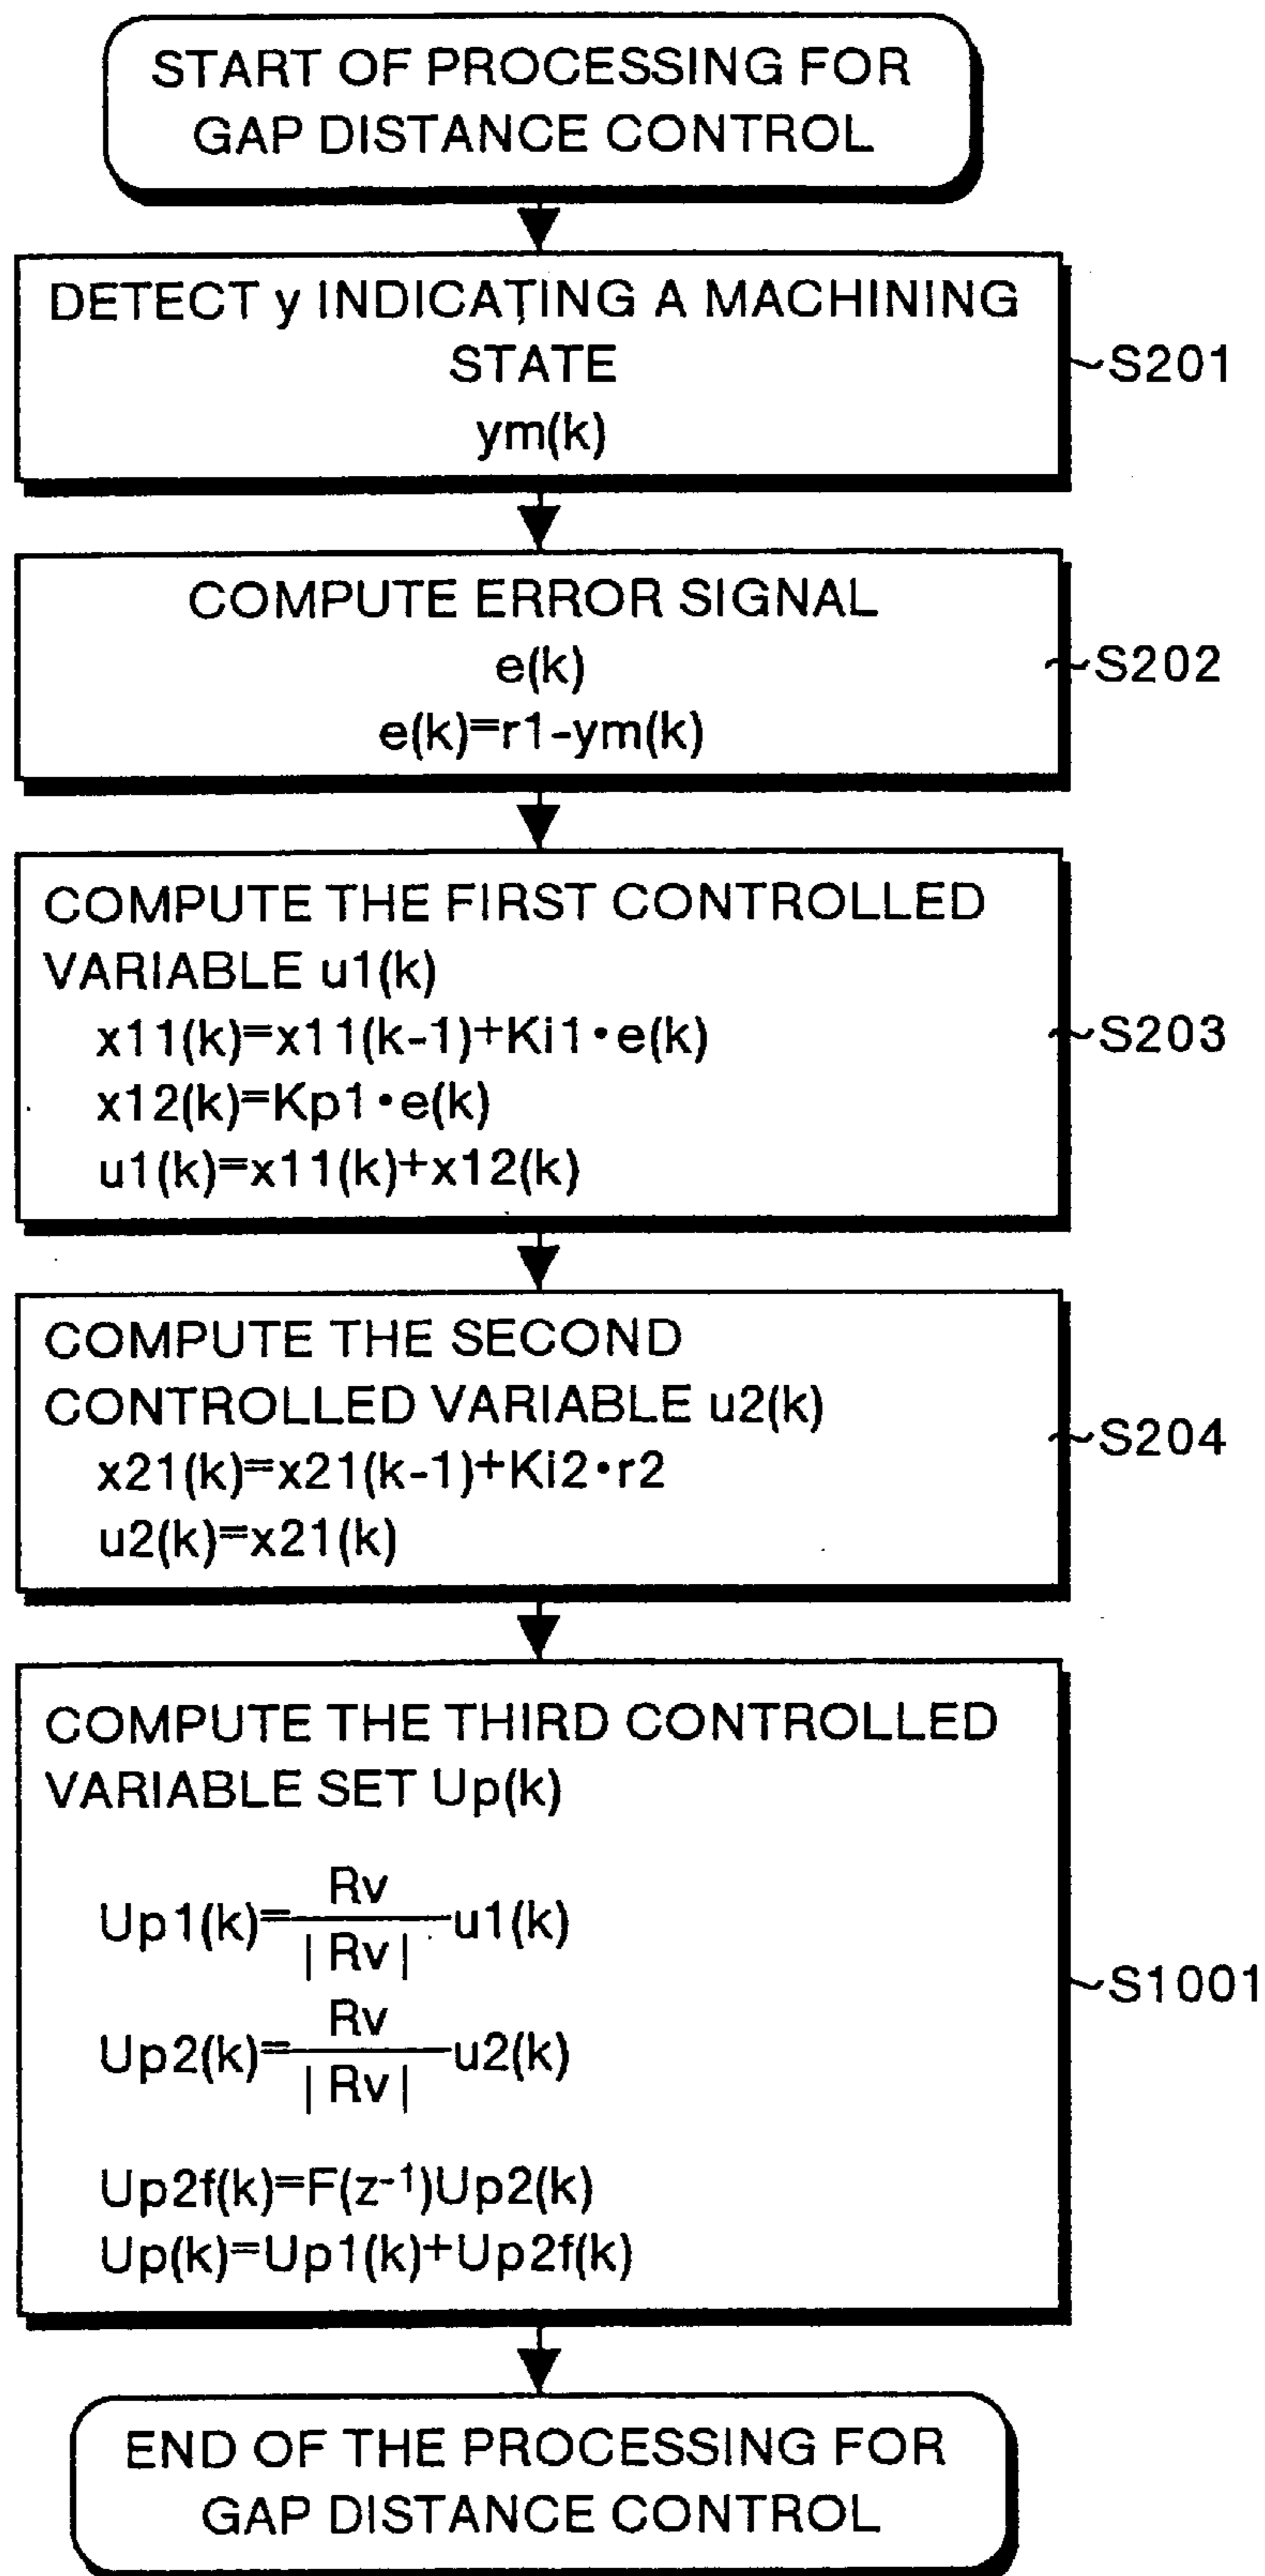 START OF PROCESSING FOR
GAP DISTANCE CONTROL
DETECT y INDICATING A MACHINING
STATE
ym(k)
S201
COMPUTE ERROR SIGNAL
e(k)
e(k)=r1-ym(k)
S202
COMPUTE THE FIRST CONTROLLED
VARIABLE u1(k)
x11(k)=x11(k-1)+Ki1•e(k)
x12(k)=Kp1•e(k)
u1(k)=x11(k)+x12(k)
S203
COMPUTE THE SECOND
CONTROLLED VARIABLE u2(k)
x21(k)=x21(k-1)+Ki2•r2
u2(k)=x21(k)
S204
COMPUTE THE THIRD CONTROLLED
VARIABLE SET Up(k)
Up1(k)=Rv/|Rv| u1(k)
Up2(k)=Rv/|Rv| u2(k)
Up2f(k)=F(z⁻¹)Up2(k)
Up(k)=Up1(k)+Up2f(k)
S1001
END OF THE PROCESSING FOR
GAP DISTANCE CONTROL